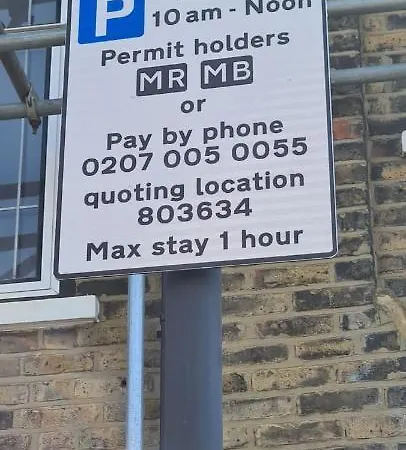 P 10 am - Noon
Permit holders
MR MB
or
Pay by phone
0207 005 0055
quoting location
803634
Max stay 1 hour